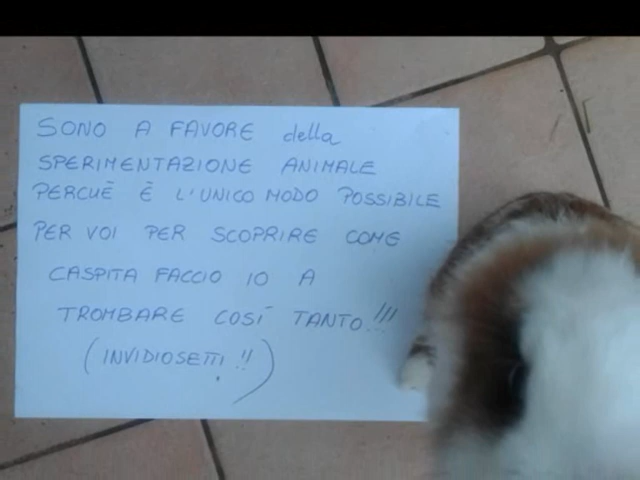 SONO A FAVORE della
SPERIMENTAZIONE ANIMALE
PERCHÈ È L'UNICO MODO POSSIBILE
PER VOI PER SCOPRIRE COME
CASPITA FACCIO IO A
TROMBARE COSÍ TANTO!!!
(INVIDIOSETTI!!)